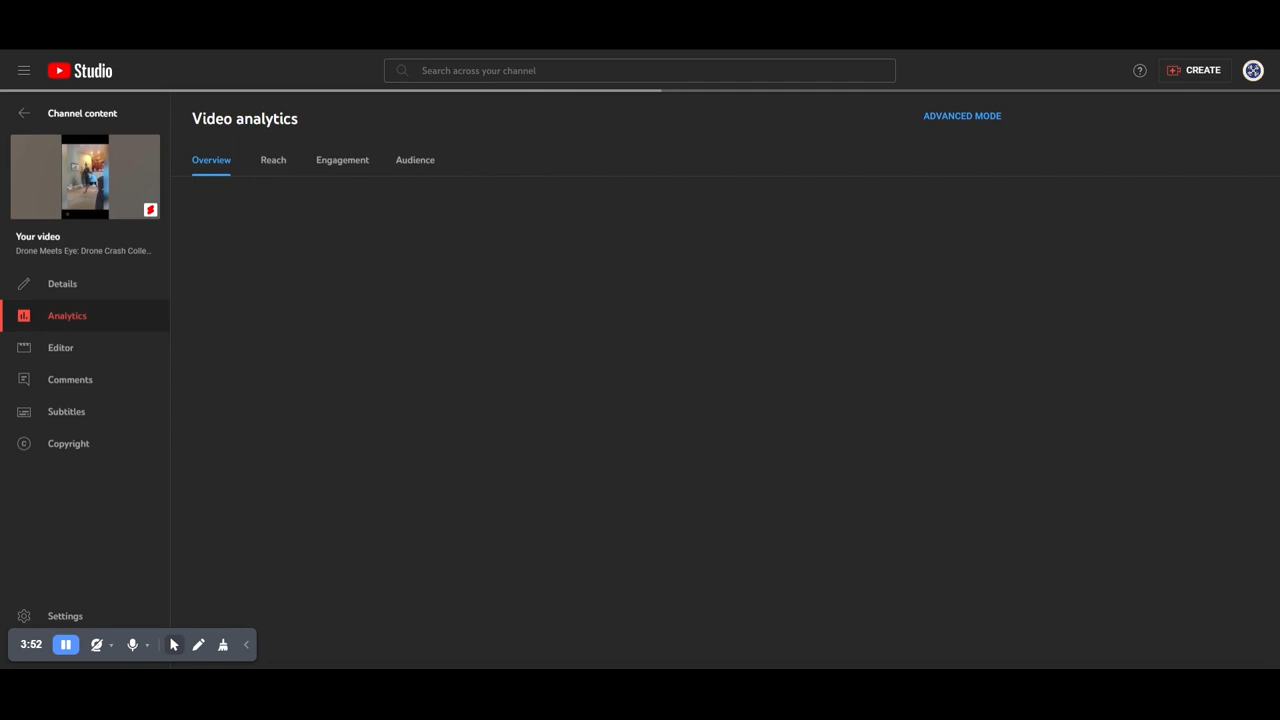 Studio
Search across your channel
CREATE
Channel content
Video analytics
ADVANCED MODE
Overview
Reach
Engagement
Audience
Your video
Drone Meets Eye: Drone Crash Colle...
Details
Analytics
Editor
Comments
Subtitles
Copyright
Settings
3:52